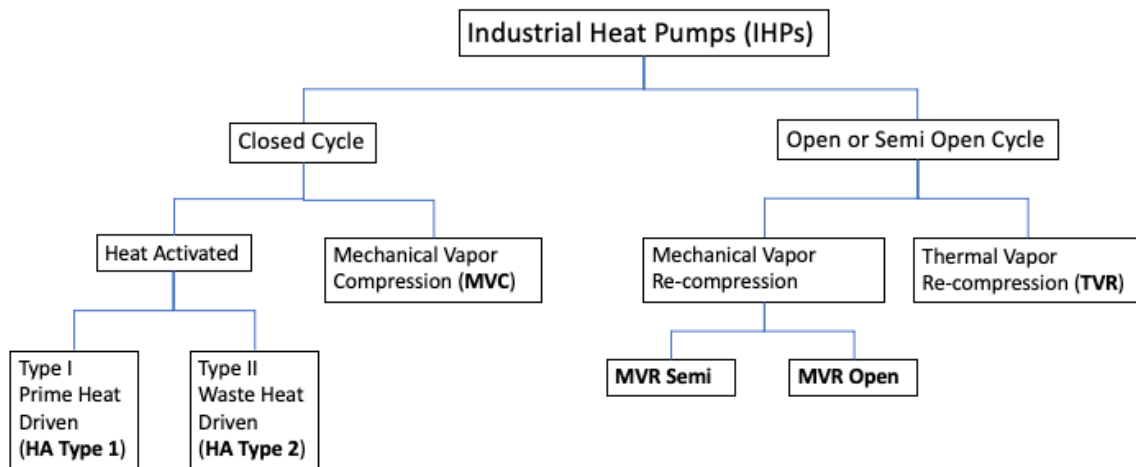 Industrial Heat Pumps (IHPs)
Closed Cycle
Open or Semi Open Cycle
Heat Activated
Mechanical Vapor
Compression (MVC)
Mechanical Vapor
Re-compression
Thermal Vapor
Re-compression (TVR)
Type I
Prime Heat
Driven
(HA Type 1)
Type II
Waste Heat
Driven
(HA Type 2)
MVR Semi
MVR Open